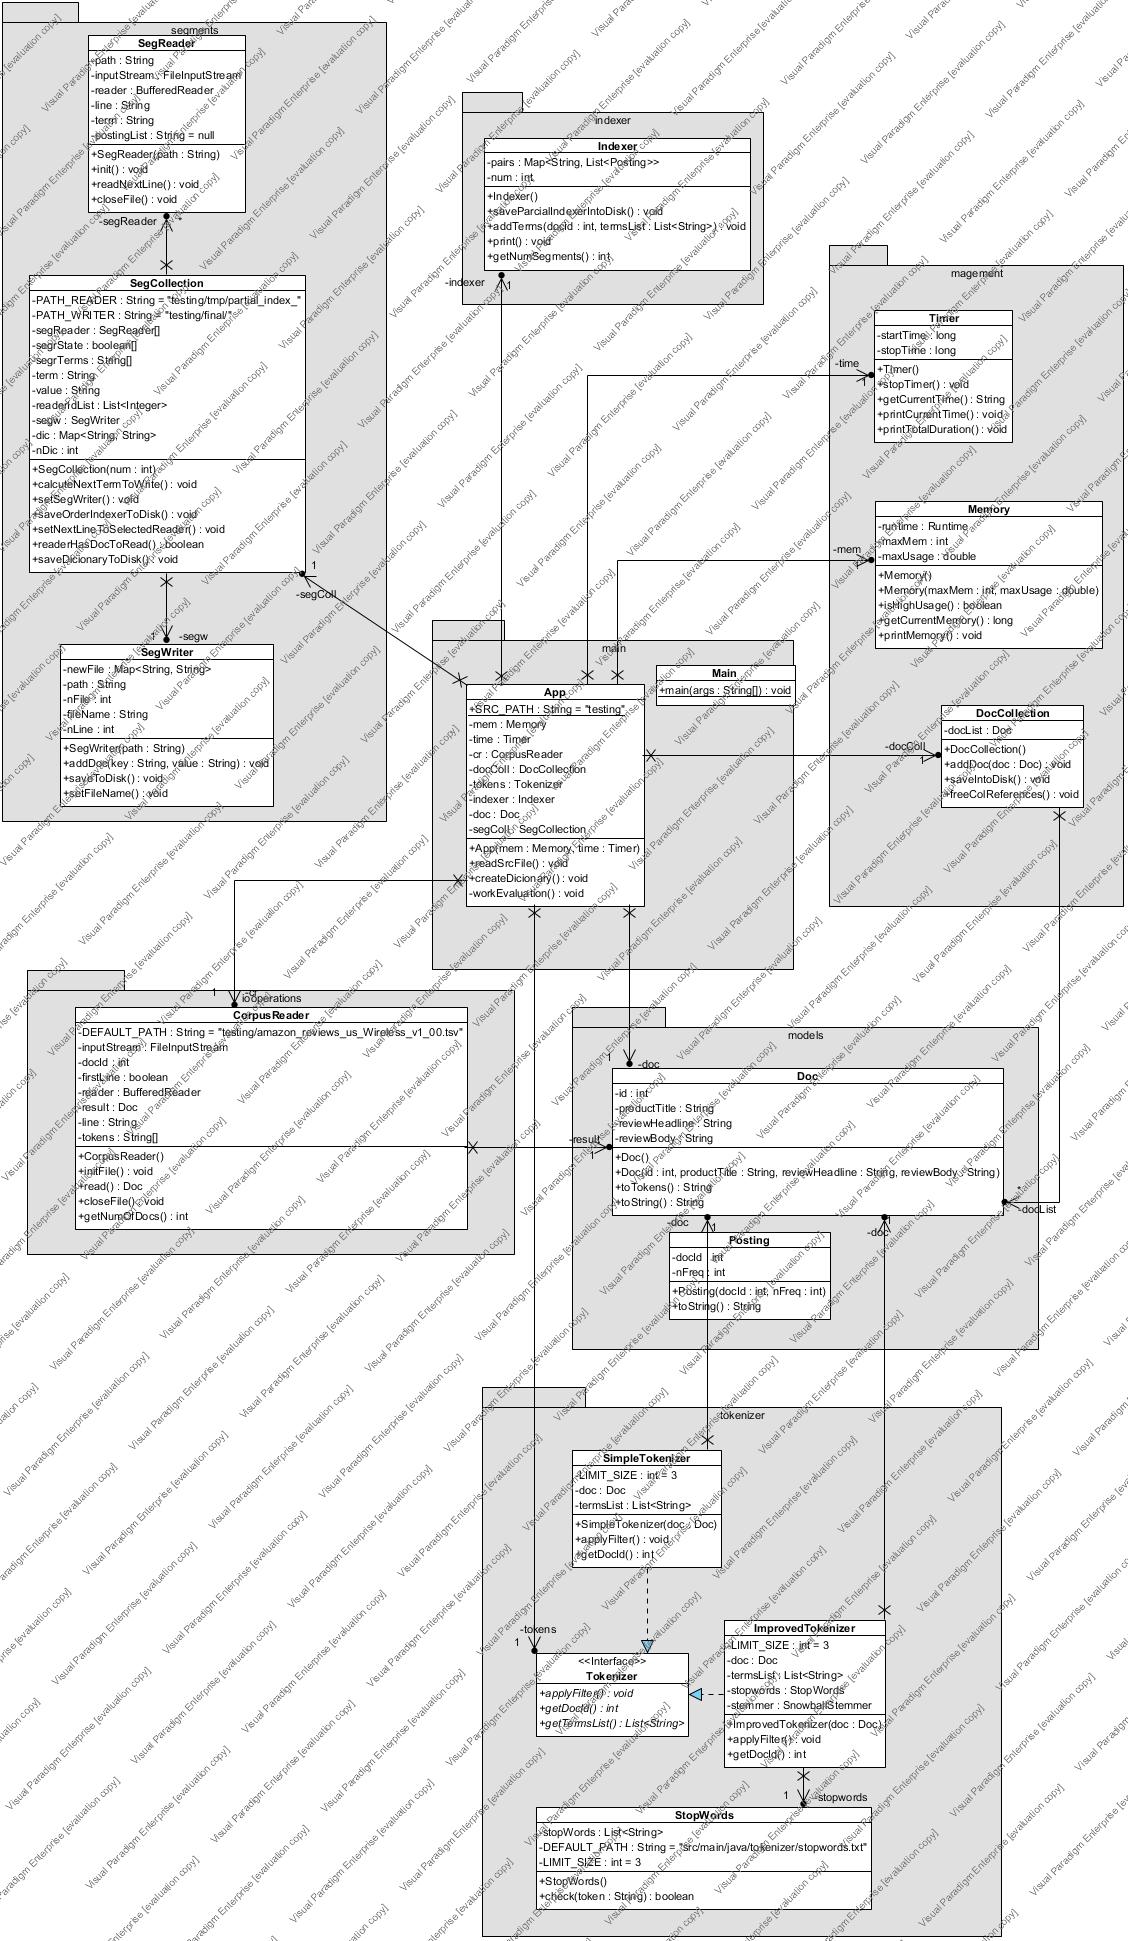 segments
SegReader
-path : String
-inputStream : FileInputStream
-reader : BufferedReader
-line : String
-term : String
-postingList : String = null
+SegReader(path : String)
+init() : void
+readNextLine() : void
+closeFile() : void
-segReader
*
SegCollection
-PATH_READER : String = "testing/tmp/partial_index_"
-PATH_WRITER : String = "testing/final/"
-segrReader : SegReader[]
-segrState : boolean[]
-segrTerms : String[]
-term : String
-value : String
-readerIdList : List<Integer>
-segw : SegWriter
-dic : Map<String, String>
-nDic : int
+SegCollection(num : int)
+calcuteNextTermToWrite() : void
+setSegWriter() : void
+saveOrderIndexerToDisk() : void
+setNextLineToSelectedReader() : void
+readerHasDocToRead() : boolean
+saveDicionaryToDisk() : void
1
-segColl
1
-segw
SegWriter
-newFile : Map<String, String>
-path : String
-nFile : int
-fileName : String
-nLine : int
+SegWriter(path : String)
+addDoc(key : String, value : String) : void
+saveToDisk() : void
+setFileName() : void
indexer
Indexer
-pairs : Map<String, List<Posting>>
-num : int
+Indexer()
+saveParcialIndexerIntoDisk() : void
+addTerms(docId : int, termsList : List<String>) : void
+print() : void
+getNumSegments() : int
-indexer
1
magement
Timer
-startTime : long
-stopTime : long
+Timer()
+stopTimer() : void
+getCurrentTime() : String
+printCurrentTime() : void
+printTotalDuration() : void
-time
1
Memory
-runtime : Runtime
-maxMem : int
-maxUsage : double
+Memory()
+Memory(maxMem : int, maxUsage : double)
+isHighUsage() : boolean
+getCurrentMemory() : long
+printMemory() : void
-mem
1
DocCollection
-docList : Doc
+DocCollection()
+addDoc(doc : Doc) : void
+saveIntoDisk() : void
+freeColReferences() : void
-docColl
1
main
Main
+main(args : String[]) : void
App
+SRC_PATH : String = "testing"
-mem : Memory
-time : Timer
-cr : CorpusReader
-docColl : DocCollection
-tokens : Tokenizer
-indexer : Indexer
-doc : Doc
-segColl : SegCollection
+App(mem : Memory, time : Timer)
+readSrcFile() : void
+createDicionary() : void
-workEvaluation() : void
1
-cr
iooperations
CorpusReader
-DEFAULT_PATH : String = "testing/amazon_reviews_us_Wireless_v1_00.tsv"
-inputStream : FileInputStream
-docId : int
-firstLine : boolean
-reader : BufferedReader
-result : Doc
-line : String
-tokens : String[]
+CorpusReader()
+initFile() : void
+read() : Doc
+closeFile() : void
+getNumOfDocs() : int
models
1
-doc
Doc
-id : int
-productTitle : String
-reviewHeadline : String
-reviewBody : String
+Doc()
+Doc(id : int, productTitle : String, reviewHeadline : String, reviewBody : String)
+toTokens() : String
+toString() : String
-result
1
*
-docList
-doc
1
-doc
1
Posting
-docId : int
-nFreq : int
+Posting(docId : int, nFreq : int)
+toString() : String
tokenizer
SimpleTokenizer
-LIMIT_SIZE : int = 3
-doc : Doc
-termsList : List<String>
+SimpleTokenizer(doc : Doc)
+applyFilter() : void
+getDocId() : int
-tokens
1
<<Interface>>
Tokenizer
+applyFilter() : void
+getDocId() : int
+getTermsList() : List<String>
ImprovedTokenizer
-LIMIT_SIZE : int = 3
-doc : Doc
-termsList : List<String>
-stopwords : StopWords
-stemmer : SnowballStemmer
+ImprovedTokenizer(doc : Doc)
+applyFilter() : void
+getDocId() : int
1
-stopwords
StopWords
-stopWords : List<String>
-DEFAULT_PATH : String = "src/main/java/tokenizer/stopwords.txt"
-LIMIT_SIZE : int = 3
+StopWords()
+check(token : String) : boolean
Visual Paradigm Enterprise [evaluation copy]